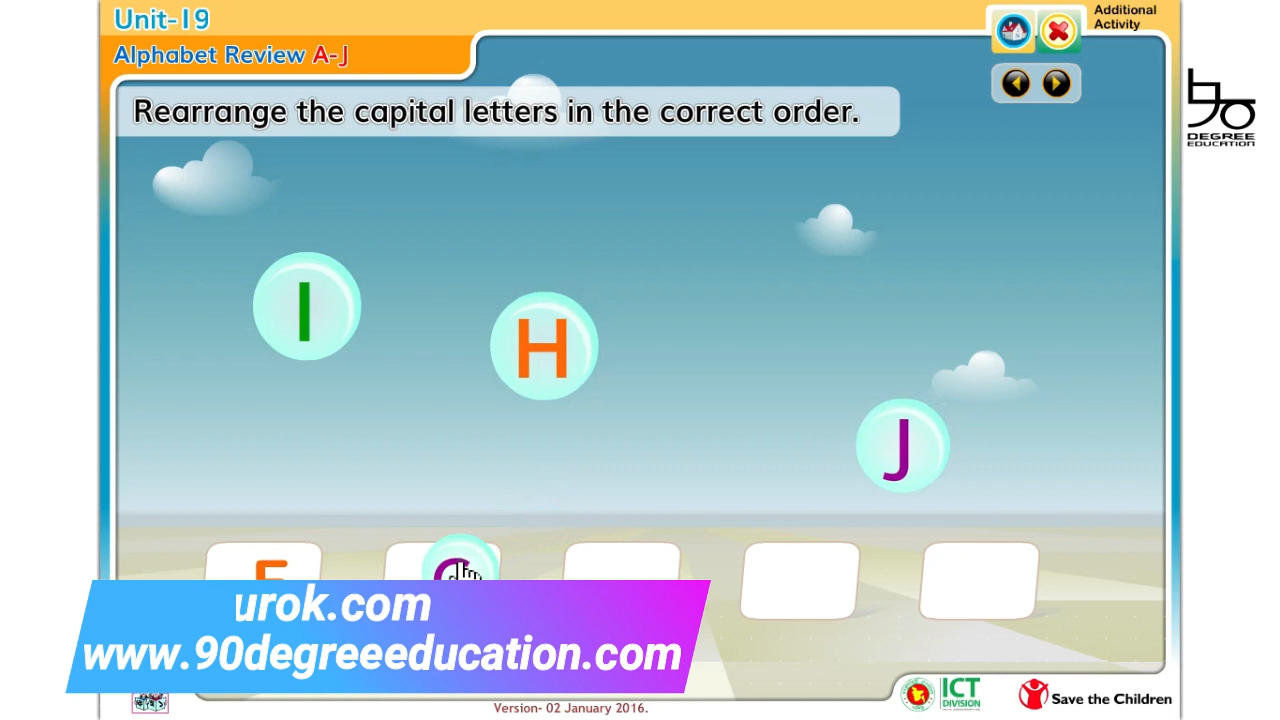 Unit-19
Additional
Activity
Alphabet Review A-J
Rearrange the capital letters in the correct order.
90
DEGREE
EDUCATION
I
H
J
urok.com
www.90degreeeducation.com
ICT
DIVISION
Save the Children
Version- 02 January 2016.